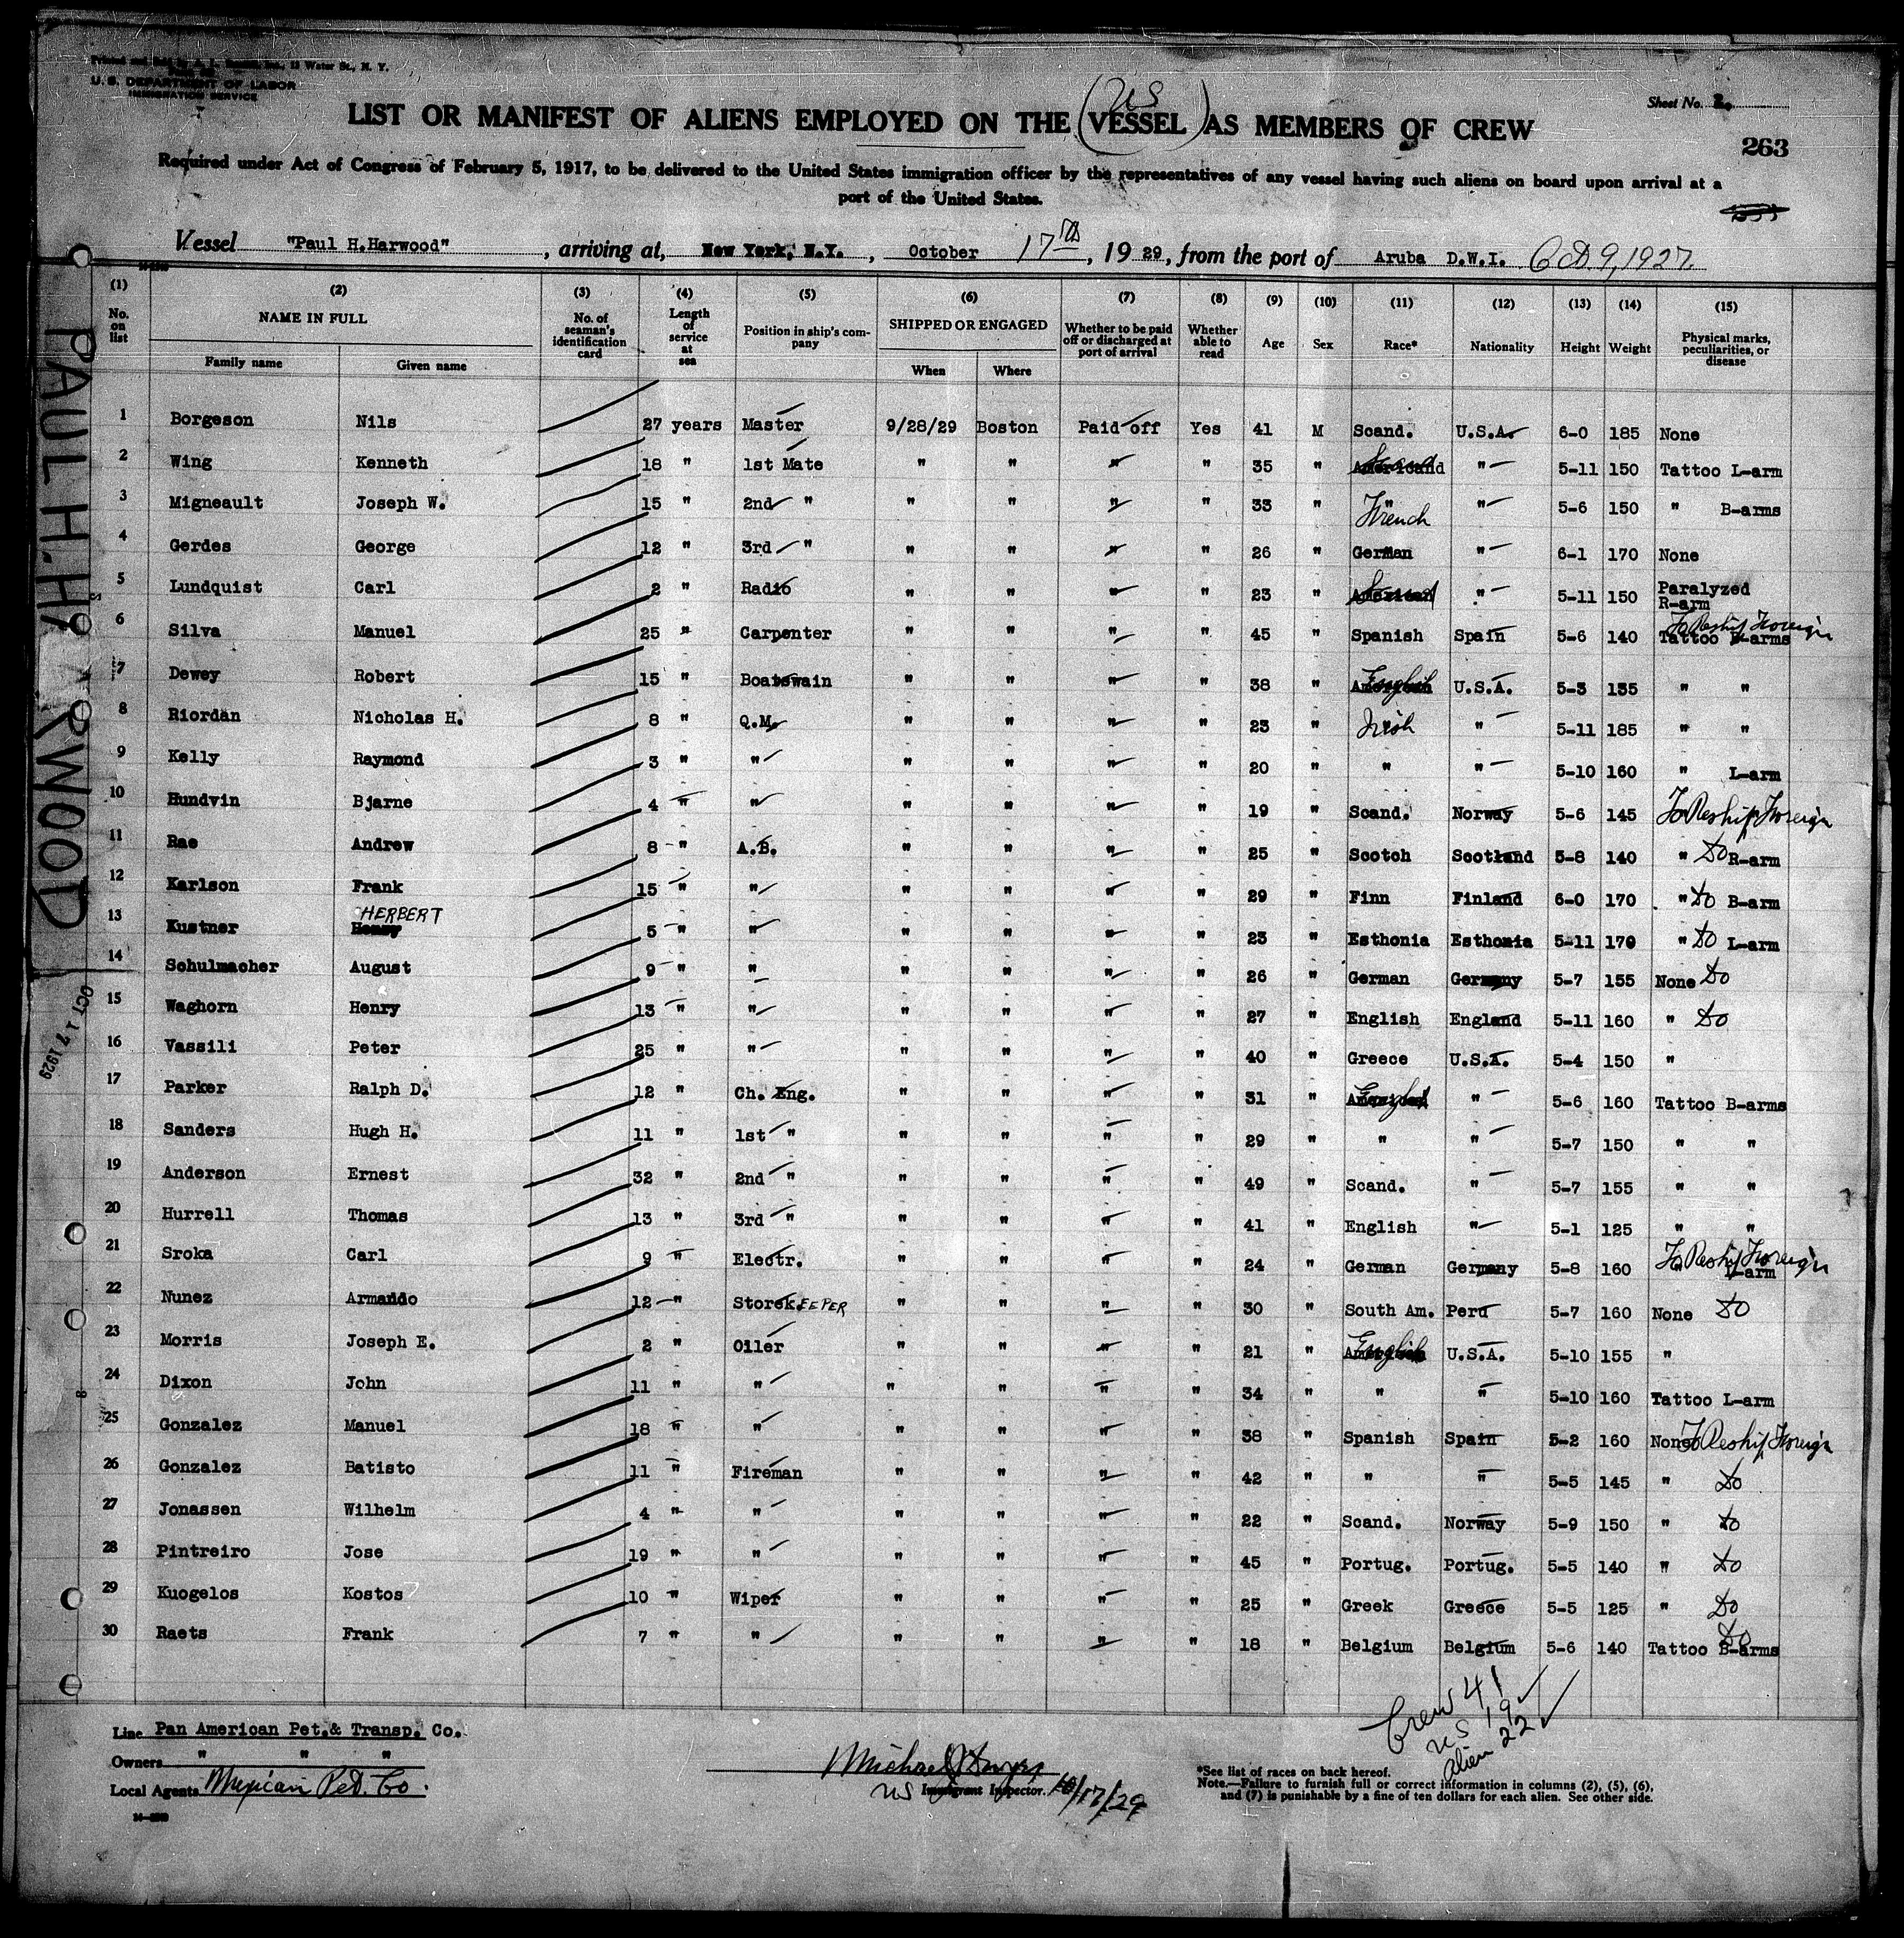 U. S. DEPARTMENT OF LABOR
IMMIGRATION SERVICE
Sheet No. 2.
US
LIST OR MANIFEST OF ALIENS EMPLOYED ON THE (VESSEL) AS MEMBERS OF CREW
263
Required under Act of Congress of February 5, 1917, to be delivered to the United States immigration officer by the representatives of any vessel having such aliens on board upon arrival at a
port of the United States.
Vessel "Paul H.Harwood", arriving at, New York, N.Y., October 17th, 19 29, from the port of Aruba D.W.I. Oct 9, 1927.
(1) (2) (3) (4) (5) (6) (7) (8) (9) (10) (11) (12) (13) (14) (15)
No. on list NAME IN FULL Family name Given name No. of seaman's identification card Length of service at sea Position in ship's company SHIPPED OR ENGAGED When Where Whether to be paid off or discharged at port of arrival Whether able to read Age Sex Race* Nationality Height Weight Physical marks, peculiarities, or disease
1 Borgeson Nils 27 years Master 9/28/29 Boston Paid off Yes 41 M Scand. U.S.A. 6-0 185 None
2 Wing Kenneth 18 " 1st Mate " " " " 35 " Scand " 5-11 150 Tattoo L-arm
3 Migneault Joseph W. 15 " 2nd " " " " " 33 " French " 5-6 150 " B-arms
4 Gerdes George 12 " 3rd " " " " " 26 " German " 6-1 170 None
5 Lundquist Carl 2 " Radio " " " " 23 " Scand " 5-11 150 Paralyzed R-arm
6 Silva Manuel 25 " Carpenter " " " " 45 " Spanish Spain 5-6 140 Tattoo B-arms To Reship Foreign
7 Dewey Robert 15 " Boatswain " " " " 38 " English U.S.A. 5-3 135 " "
8 Riordan Nicholas H. 8 " Q.M. " " " " 23 " Irish " 5-11 185 " "
9 Kelly Raymond 3 " " " " " " 20 " " " 5-10 160 " L-arm
10 Hundvin Bjarne 4 " " " " " " 19 " Scand. Norway 5-6 145 To Reship Foreign
11 Rae Andrew 8 " A.B. " " " " 25 " Scotch Scotland 5-8 140 " Do R-arm
12 Karlson Frank 15 " " " " " " 29 " Finn Finland 6-0 170 " Do B-arm
13 Kustner HERBERT 5 " " " " " " 23 " Esthonia Esthonia 5-11 170 " Do L-arm
14 Schulmacher August 9 " " " " " " 26 " German Germany 5-7 155 None Do
15 Waghorn Henry 13 " " " " " " 27 " English England 5-11 160 " Do
16 Vassili Peter 25 " " " " " " 40 " Greece U.S.A. 5-4 150 "
17 Parker Ralph D. 12 " Ch. Eng. " " " " 31 " English " 5-6 160 Tattoo B-arms
18 Sanders Hugh H. 11 " 1st " " " " " 29 " " " 5-7 150 " "
19 Anderson Ernest 32 " 2nd " " " " " 49 " Scand. " 5-7 155 " "
20 Hurrell Thomas 13 " 3rd " " " " " 41 " English " 5-1 125 " "
21 Sroka Carl 9 " Electr. " " " " 24 " German Germany 5-8 160 " L-arm To Reship Foreign
22 Nunez Armando 12 " Storek.EEPER " " " " 30 " South Am. Peru 5-7 160 None Do
23 Morris Joseph E. 2 " Oiler " " " " 21 " English U.S.A. 5-10 155 "
24 Dixon John 11 " " " " " " 34 " " " 5-10 160 Tattoo L-arm
25 Gonzalez Manuel 18 " " " " " " 38 " Spanish Spain 5-2 160 None To Reship Foreign
26 Gonzalez Batisto 11 " Fireman " " " " 42 " " " 5-5 145 " Do
27 Jonassen Wilhelm 4 " " " " " " 22 " Scand. Norway 5-9 150 " Do
28 Pintreiro Jose 19 " " " " " " 45 " Portug. Portug. 5-5 140 " Do
29 Kuogelos Kostos 10 " Wiper " " " " 25 " Greek Greece 5-5 125 " Do
30 Raets Frank 7 " " " " " " 18 " Belgium Belgium 5-6 140 Tattoo B-arms Do
PAUL H. HARWOOD
OCT 17 1929
Crew 41
US 19
Alien 22
Line Pan American Pet.& Transp. Co.
Owners " " "
Local Agents Mexican Pet. Co.
Michael
US Immigrant Inspector. 10/17/29
*See list of races on back hereof.
Note.—Failure to furnish full or correct information in columns (2), (5), (6),
and (7) is punishable by a fine of ten dollars for each alien. See other side.